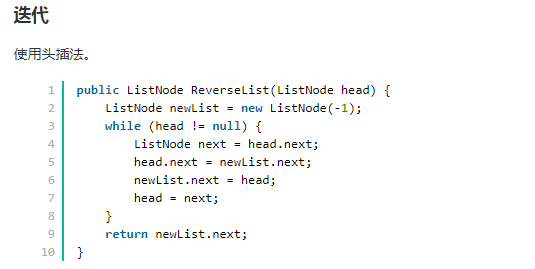 迭代
使用头插法。
1 public ListNode ReverseList(ListNode head) {
2     ListNode newList = new ListNode(-1);
3     while (head != null) {
4         ListNode next = head.next;
5         head.next = newList.next;
6         newList.next = head;
7         head = next;
8     }
9     return newList.next;
10 }